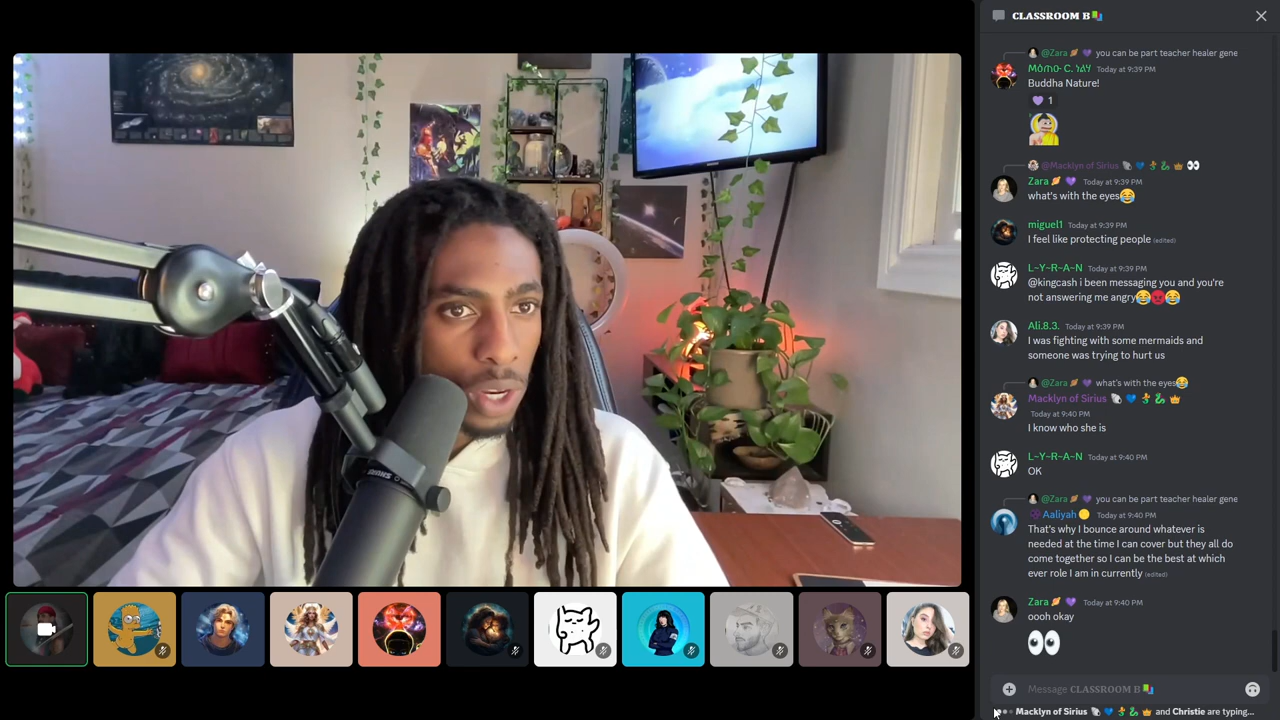 CLASSROOM B
@Zara you can be part teacher healer gene
Today at 9:39 PM
Buddha Nature!
1
@Macklyn of Sirius
Zara Today at 9:39 PM
what's with the eyes😂
miguel1 Today at 9:39 PM
I feel like protecting people (edited)
L~Y~R~A~N Today at 9:39 PM
@kingcash i been messaging you and you're
not answering me angry😂😡😂
Ali.8.3. Today at 9:39 PM
I was fighting with some mermaids and
someone was trying to hurt us
@Zara what's with the eyes😂
Macklyn of Sirius
Today at 9:40 PM
I know who she is
L~Y~R~A~N Today at 9:40 PM
OK
@Zara you can be part teacher healer gene
Aaliyah Today at 9:40 PM
That's why I bounce around whatever is
needed at the time I can cover but they all do
come together so I can be the best at which
ever role I am in currently (edited)
Zara Today at 9:40 PM
oooh okay
Message CLASSROOM B
Macklyn of Sirius and Christie are typing...